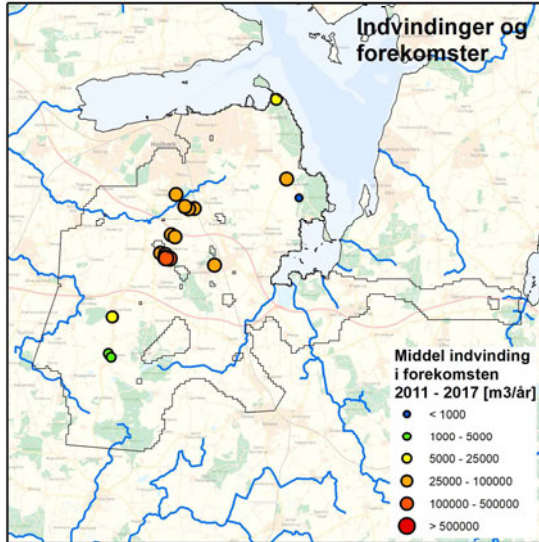 Indvindinger og
forekomster
Holbæk
Middel indvinding
i forekomsten
2011 - 2017 [m3/år]
< 1000
1000 - 5000
5000 - 25000
25000 - 100000
100000 - 500000
> 500000